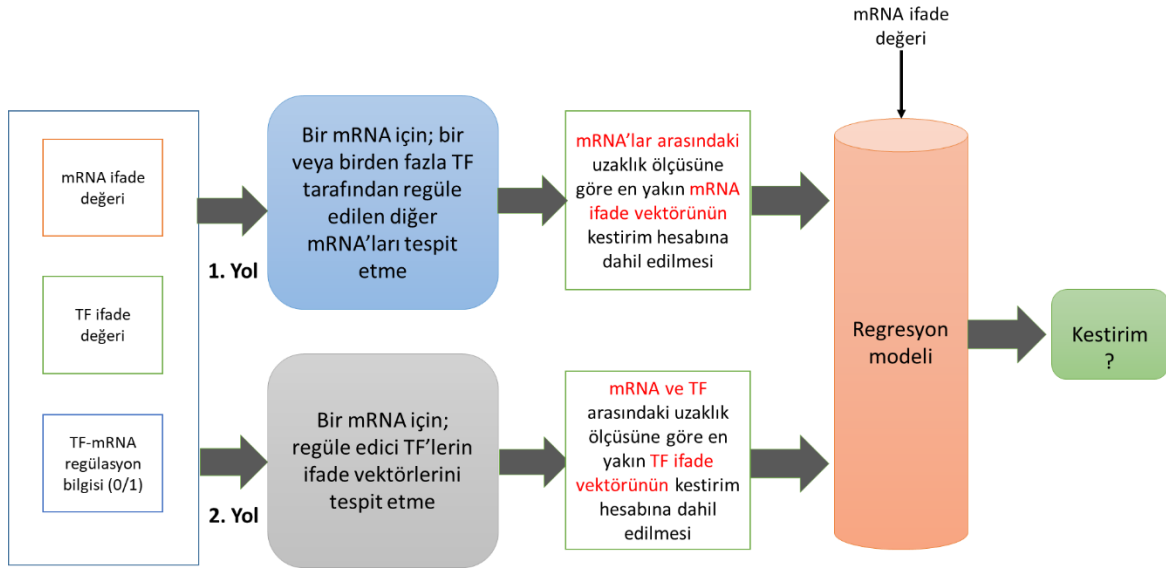 mRNA ifade
değeri
TF ifade
değeri
TF-mRNA
regülasyon
bilgisi (0/1)
1. Yol
Bir mRNA için; bir
veya birden fazla TF
tarafından regüle
edilen diğer
mRNA'ları tespit
etme
mRNA'lar arasındaki
uzaklık ölçüsüne
göre en yakın mRNA
ifade vektörünün
kestirim hesabına
dahil edilmesi
2. Yol
Bir mRNA için;
regüle edici TF'lerin
ifade vektörlerini
tespit etme
mRNA ve TF
arasındaki uzaklık
ölçüsüne göre en
yakın TF ifade
vektörünün kestirim
hesabına dahil
edilmesi
mRNA ifade
değeri
Regresyon
modeli
Kestirim
?